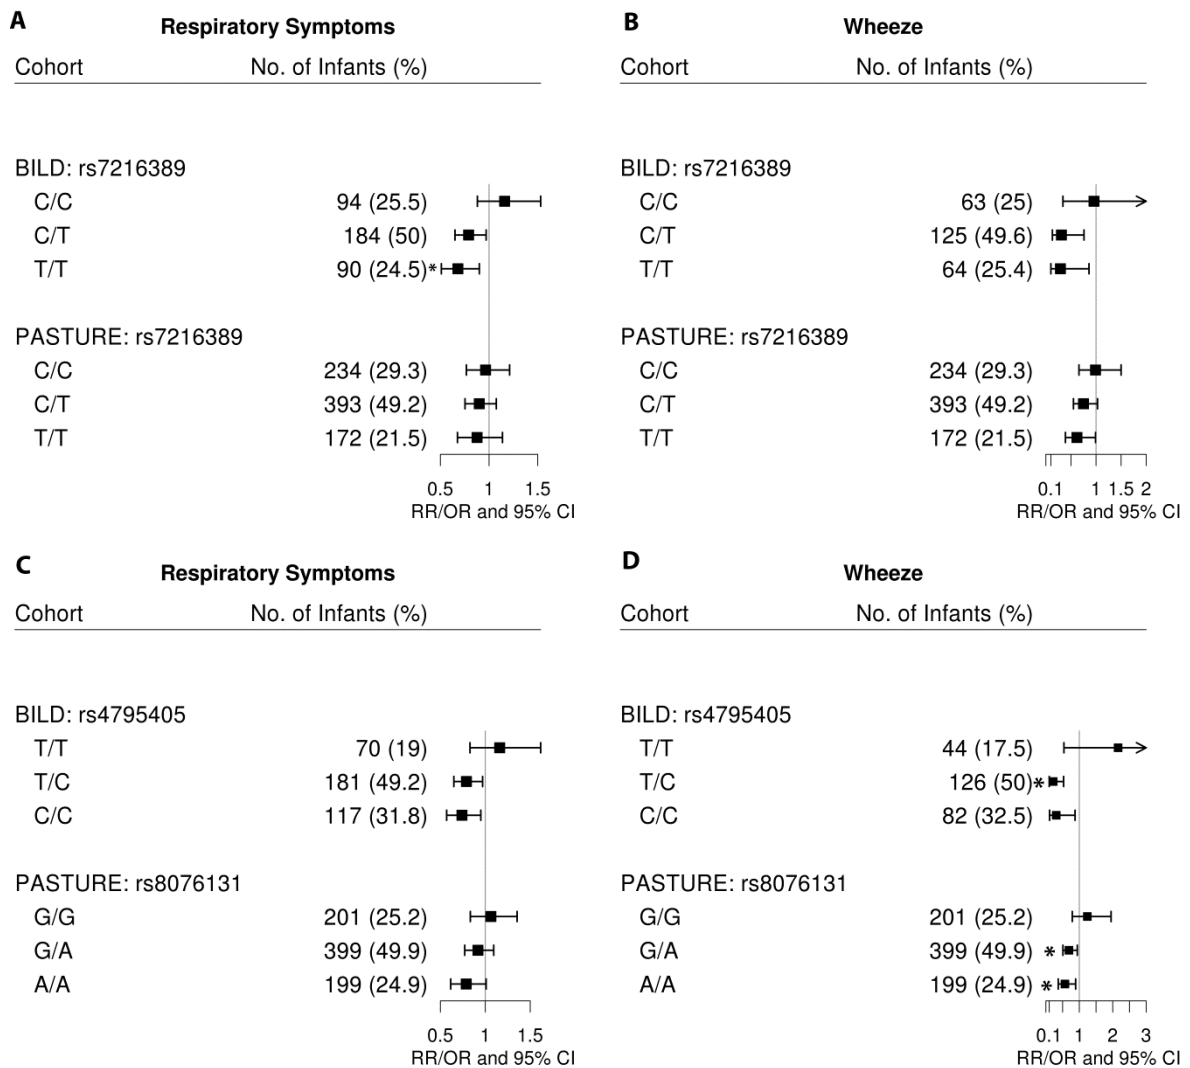 A
Respiratory Symptoms
Cohort No. of Infants (%)
BILD: rs7216389
C/C 94 (25.5)
C/T 184 (50)
T/T 90 (24.5)*
PASTURE: rs7216389
C/C 234 (29.3)
C/T 393 (49.2)
T/T 172 (21.5)
0.5 1 1.5
RR/OR and 95% CI
B
Wheeze
Cohort No. of Infants (%)
BILD: rs7216389
C/C 63 (25)
C/T 125 (49.6)
T/T 64 (25.4)
PASTURE: rs7216389
C/C 234 (29.3)
C/T 393 (49.2)
T/T 172 (21.5)
0.1 1 1.5 2
RR/OR and 95% CI
C
Respiratory Symptoms
Cohort No. of Infants (%)
BILD: rs4795405
T/T 70 (19)
T/C 181 (49.2)
C/C 117 (31.8)
PASTURE: rs8076131
G/G 201 (25.2)
G/A 399 (49.9)
A/A 199 (24.9)
0.5 1 1.5
RR/OR and 95% CI
D
Wheeze
Cohort No. of Infants (%)
BILD: rs4795405
T/T 44 (17.5)
T/C 126 (50)*
C/C 82 (32.5)
PASTURE: rs8076131
G/G 201 (25.2)
G/A 399 (49.9) *
A/A 199 (24.9) *
0.1 1 2 3
RR/OR and 95% CI